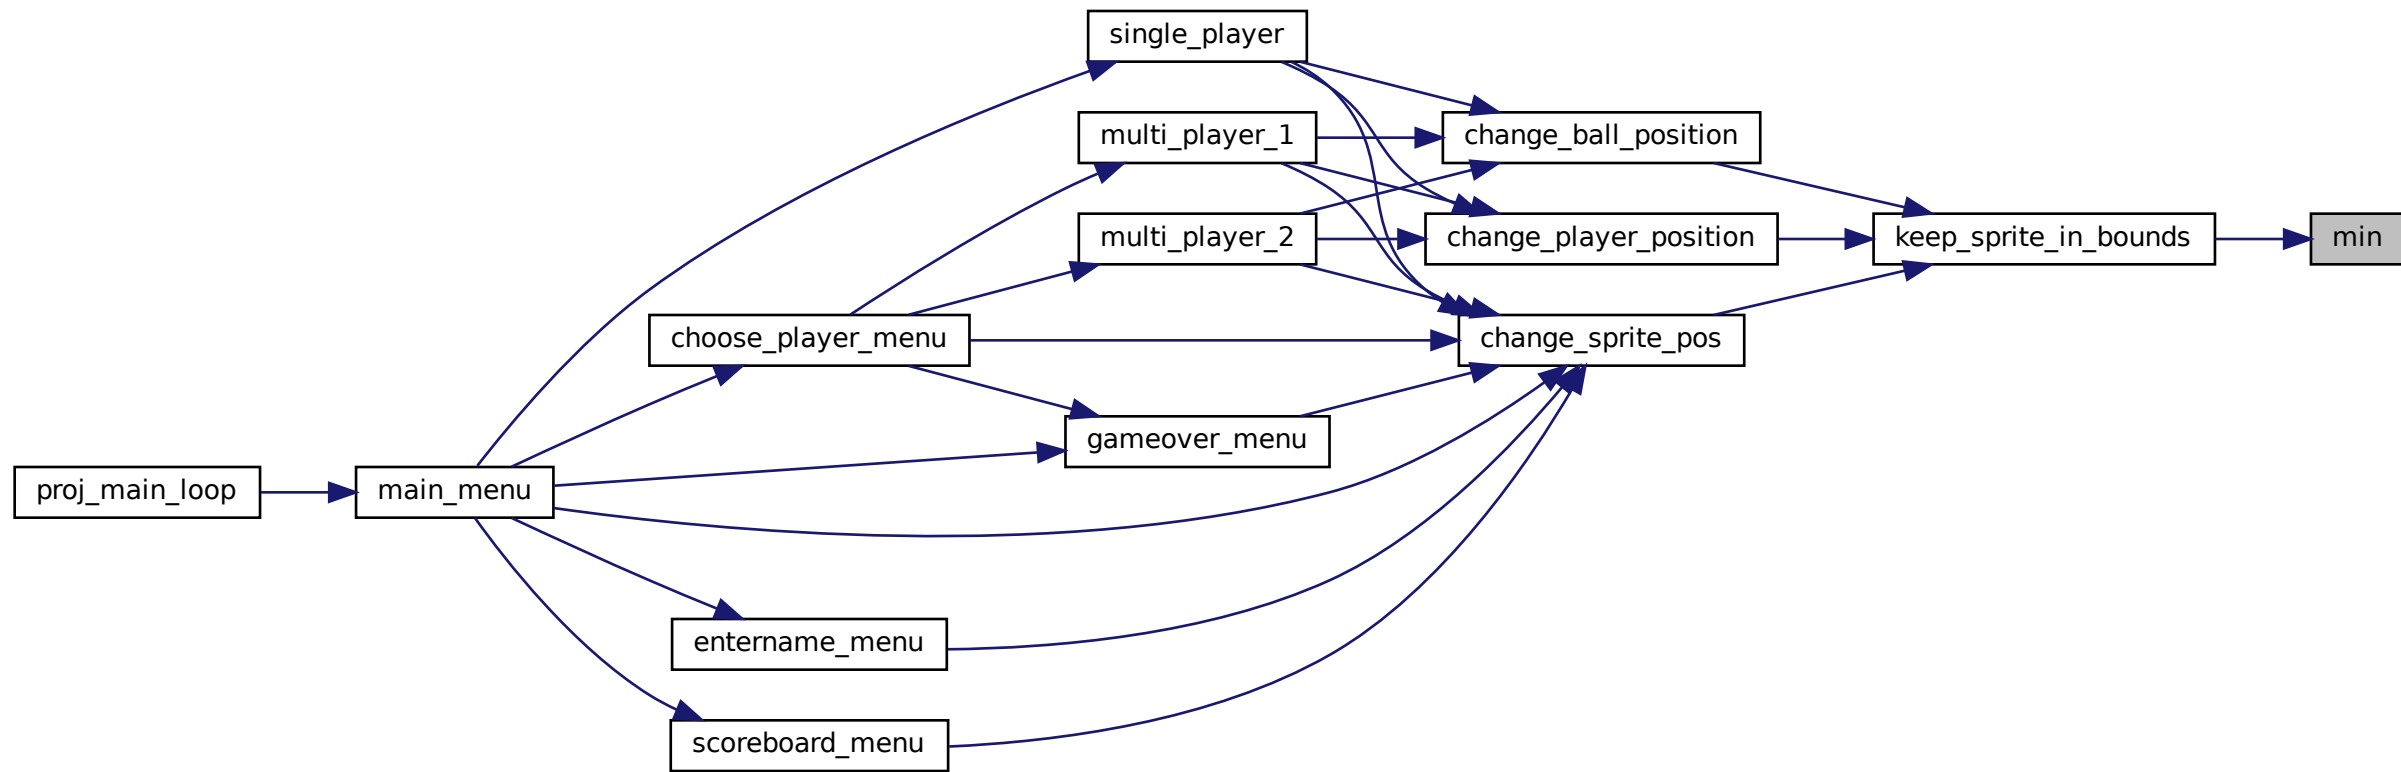 single_player
multi_player_1
change_ball_position
multi_player_2
change_player_position
keep_sprite_in_bounds
min
choose_player_menu
change_sprite_pos
gameover_menu
proj_main_loop
main_menu
entername_menu
scoreboard_menu